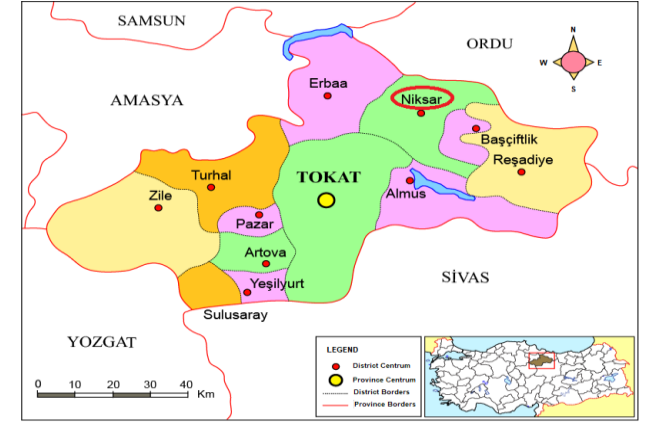 SAMSUN
ORDU
N
W
E
S
Erbaa
AMASYA
Niksar
Başçiftlik
Reşadiye
Turhal
TOKAT
Zile
Almus
Pazar
Artova
SİVAS
Yeşilyurt
Sulusaray
YOZGAT
LEGEND
District Centrum
Province Centrum
District Borders
Province Borders
0 10 20 30 40 Km